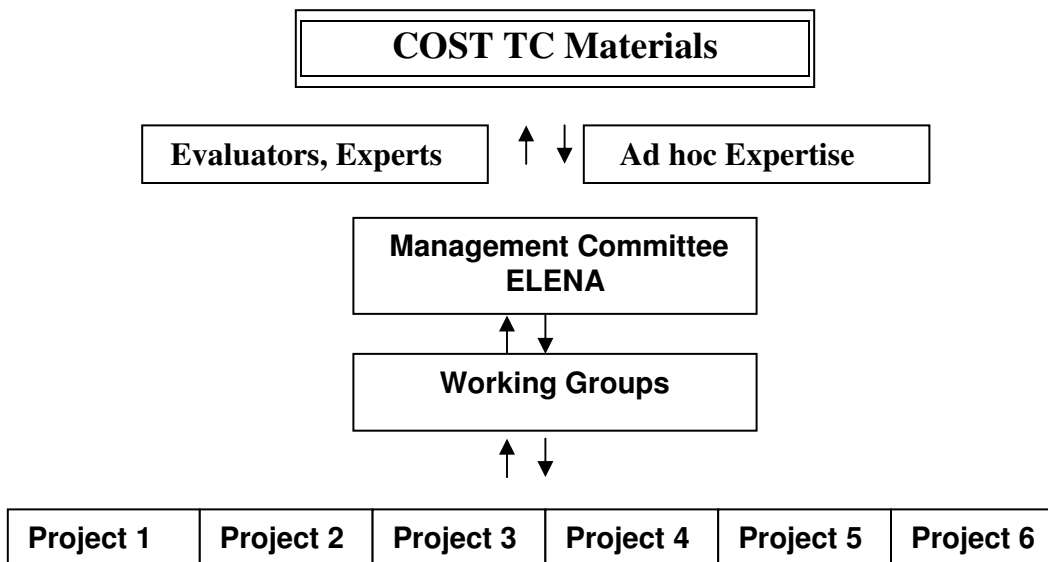 COST TC Materials
Evaluators, Experts
Ad hoc Expertise
Management Committee
ELENA
Working Groups
Project 1
Project 2
Project 3
Project 4
Project 5
Project 6